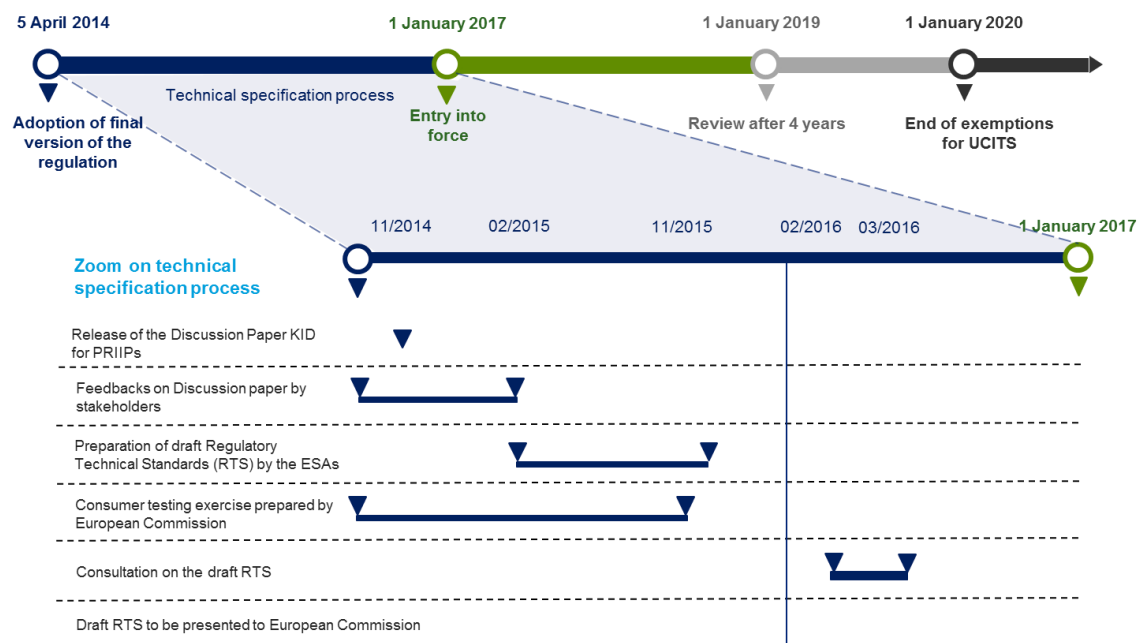 5 April 2014
1 January 2017
1 January 2019
1 January 2020
Technical specification process
Adoption of final
version of the
regulation
Entry into
force
Review after 4 years
End of exemptions
for UCITS
11/2014
02/2015
11/2015
02/2016
03/2016
1 January 2017
Zoom on technical
specification process
Release of the Discussion Paper KID
for PRIIPs
Feedbacks on Discussion paper by
stakeholders
Preparation of draft Regulatory
Technical Standards (RTS) by the ESAs
Consumer testing exercise prepared by
European Commission
Consultation on the draft RTS
Draft RTS to be presented to European Commission